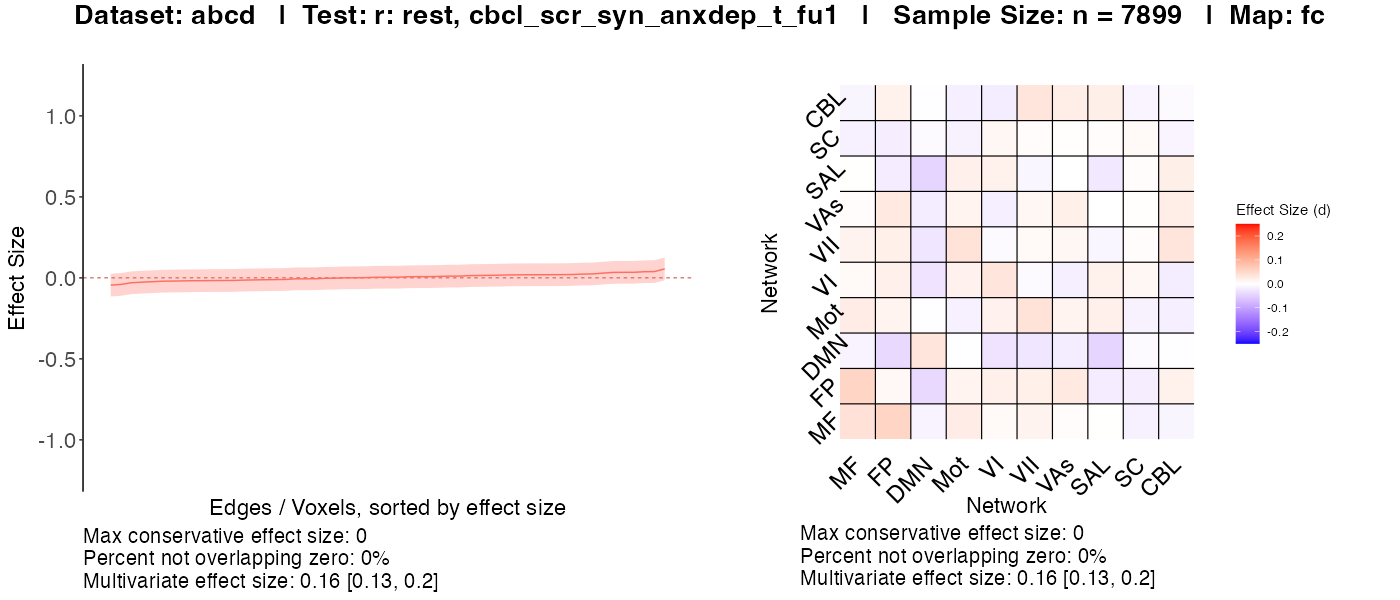 Dataset: abcd | Test: r: rest, cbcl_scr_syn_anxdep_t_fu1 | Sample Size: n = 7899 | Map: fc
Effect Size
1.0
0.5
0.0
-0.5
-1.0
Edges / Voxels, sorted by effect size
Max conservative effect size: 0
Percent not overlapping zero: 0%
Multivariate effect size: 0.16 [0.13, 0.2]
Network
CBL
SC
SAL
VAs
VII
VI
Mot
DMN
FP
MF
MF
FP
DMN
Mot
VI
VII
VAs
SAL
SC
CBL
Network
Max conservative effect size: 0
Percent not overlapping zero: 0%
Multivariate effect size: 0.16 [0.13, 0.2]
Effect Size (d)
0.2
0.1
0.0
-0.1
-0.2